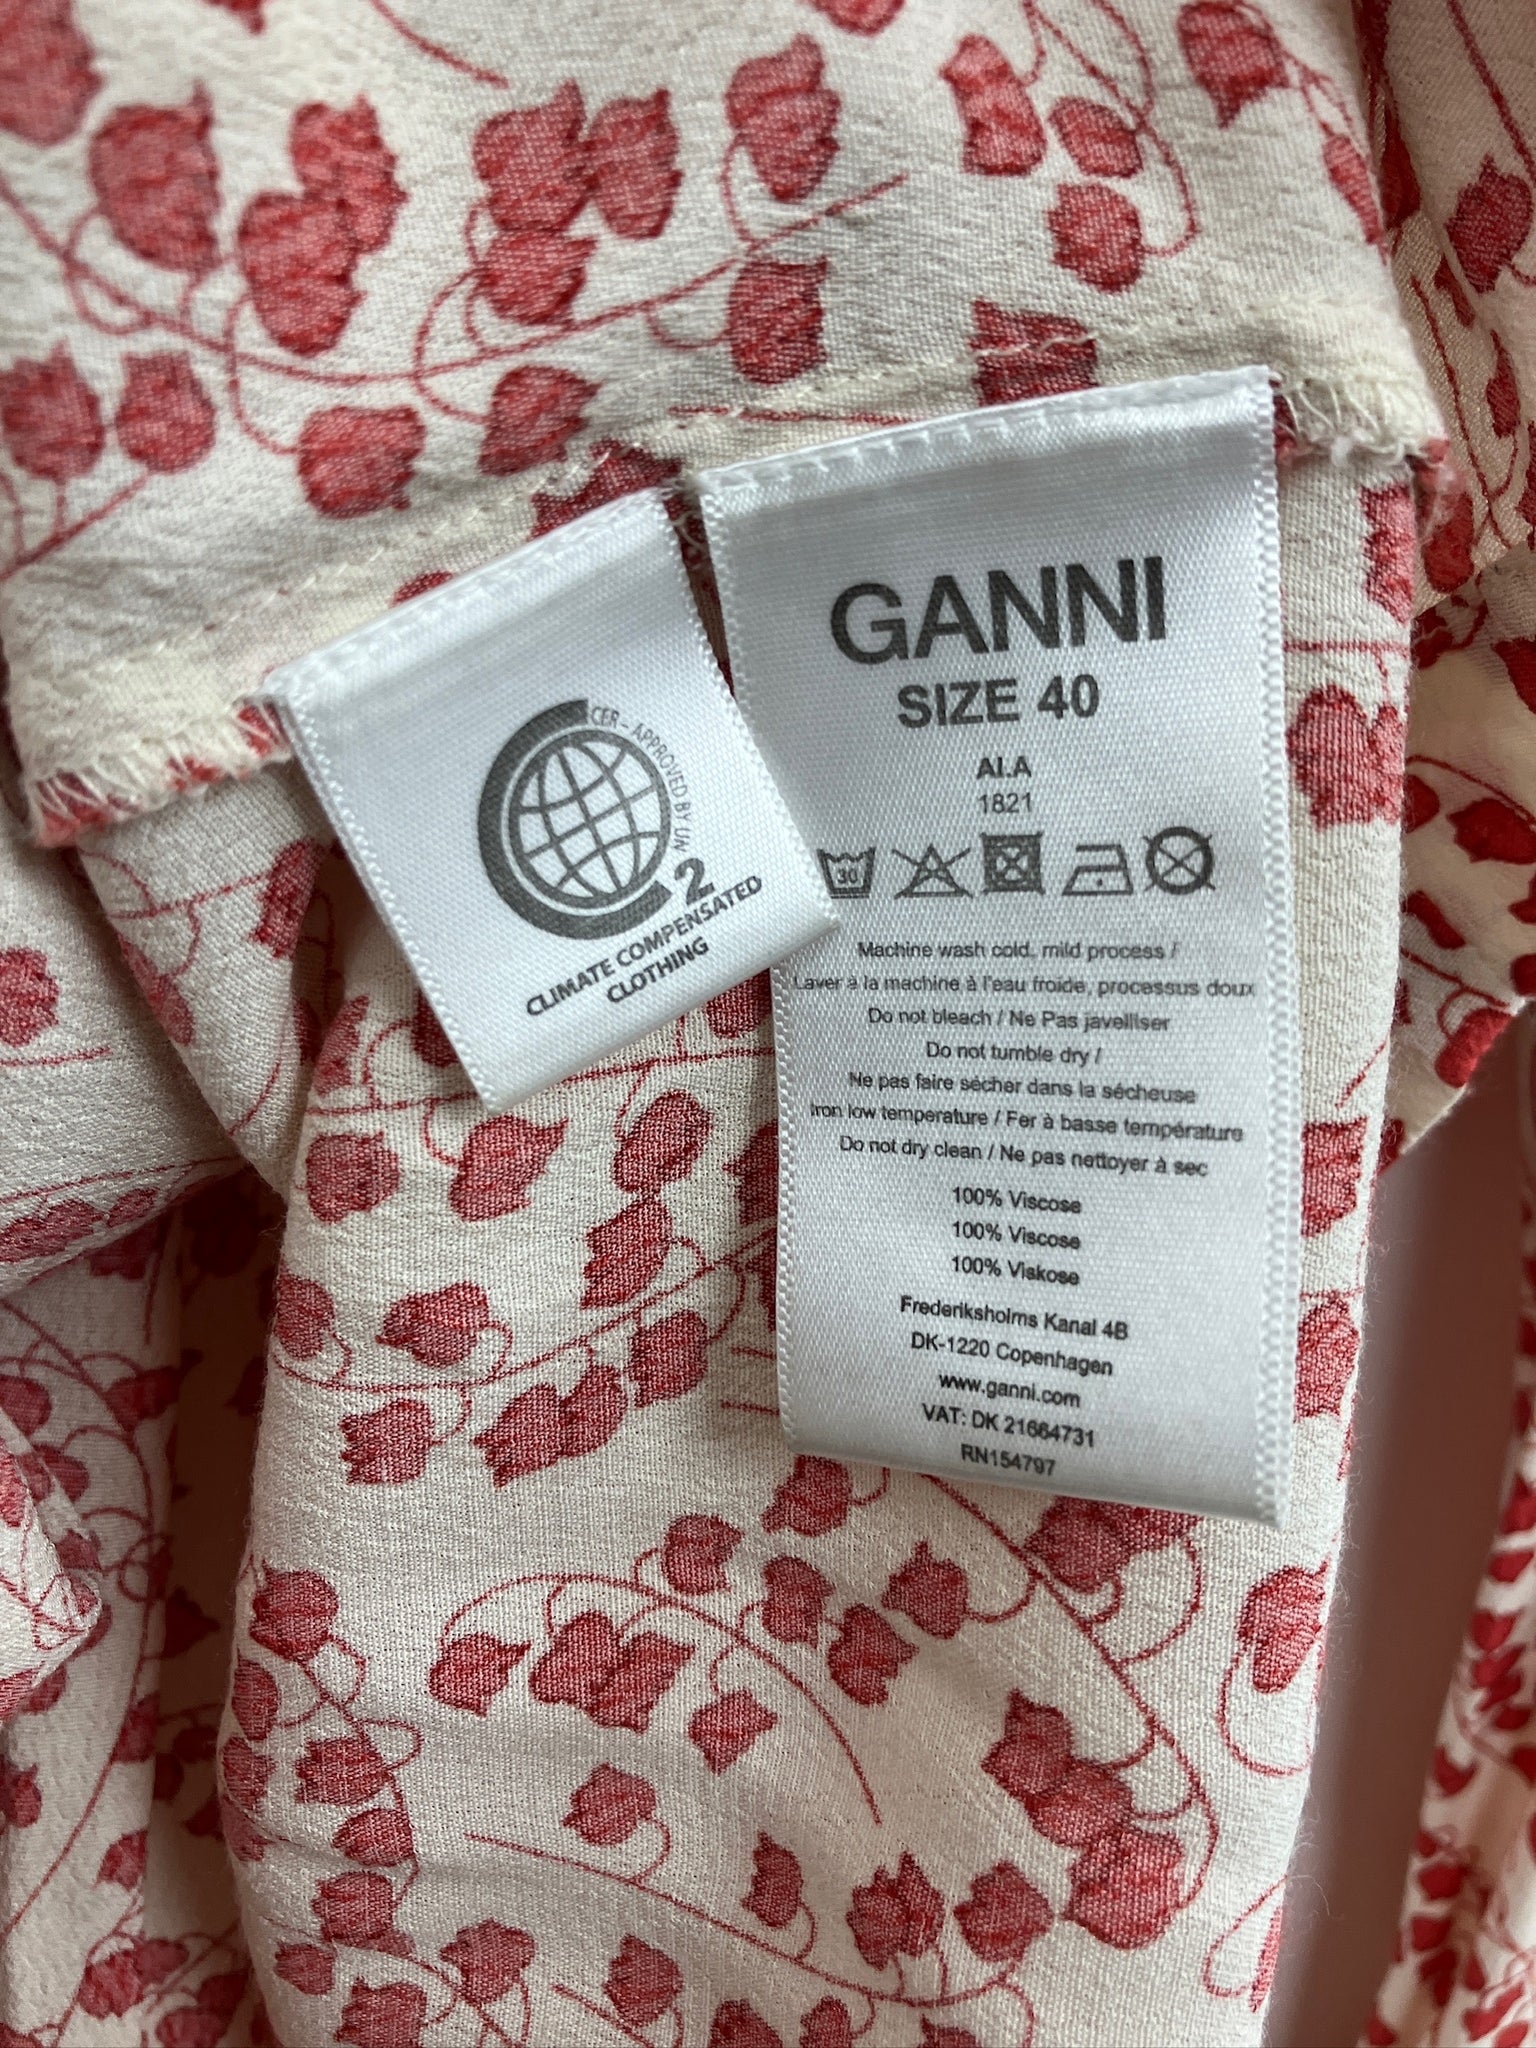 CER - APPROVED BY UN
2
CLIMATE COMPENSATED
CLOTHING
GANNI
SIZE 40
AI.A
1821
30
Machine wash cold, mild process /
Laver à la machine à l'eau froide, processus doux
Do not bleach / Ne Pas javelliser
Do not tumble dry /
Ne pas faire sécher dans la sécheuse
Iron low temperature / Fer à basse température
Do not dry clean / Ne pas nettoyer à sec
100% Viscose
100% Viscose
100% Viskose
Frederiksholms Kanal 4B
DK-1220 Copenhagen
www.ganni.com
VAT: DK 21664731
RN154797